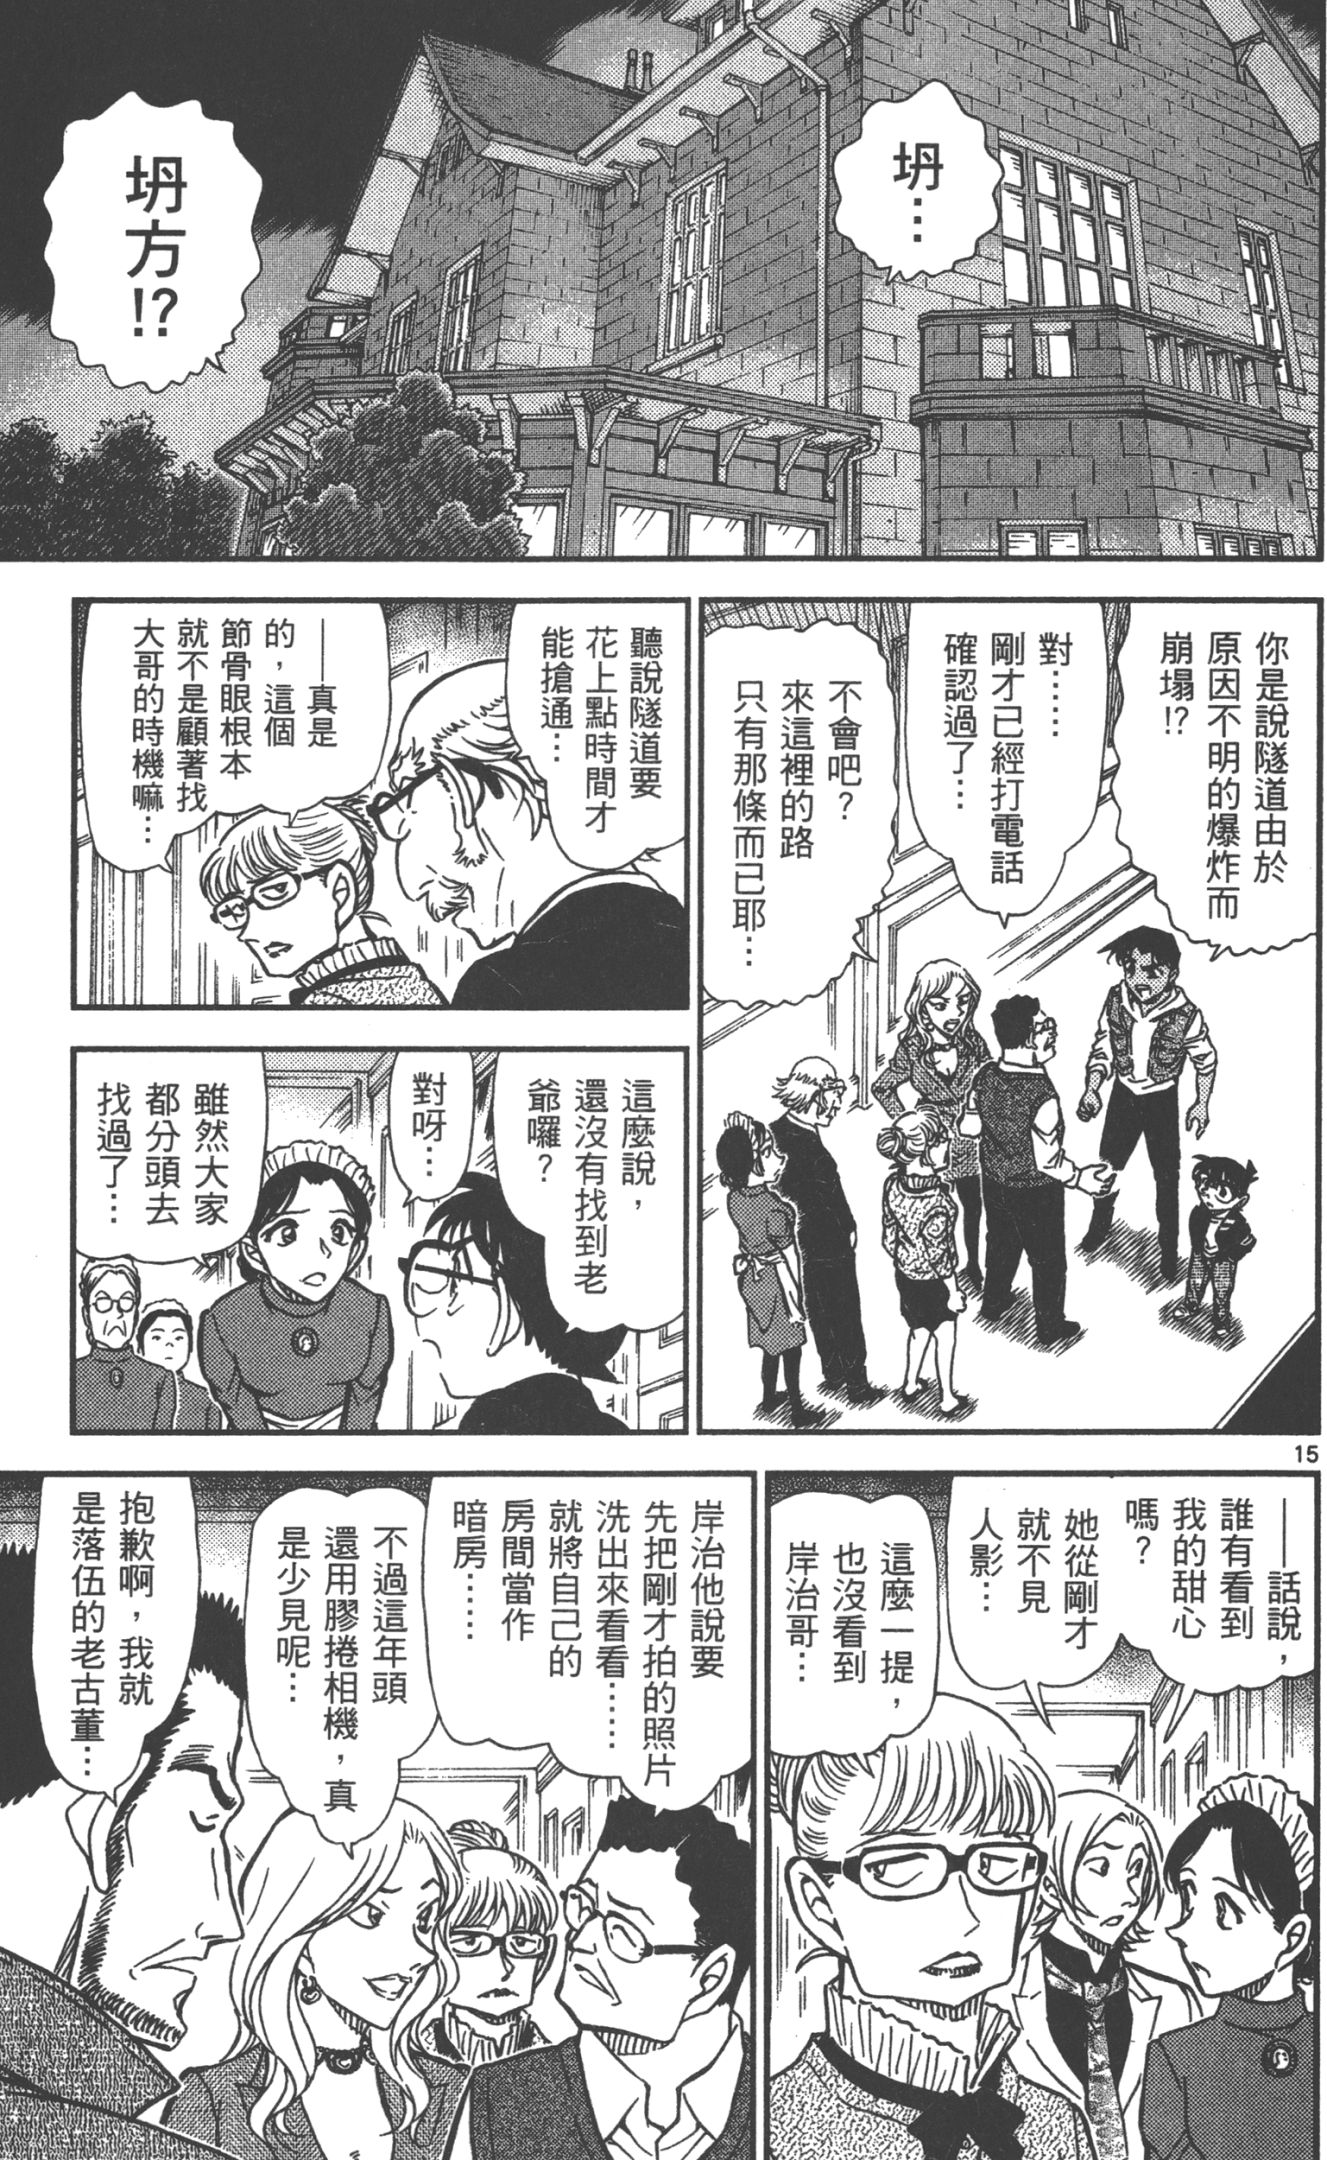 坍…
坍方!?
你是說隧道由於
原因不明的爆炸而
崩塌!?
對……
剛才已經打電話
確認過了…
不會吧？
來這裡的路
只有那條而已耶…
聽說隧道要
花上點時間才
能搶通…
──真是
的，這個
節骨眼根本
就不是顧著找
大哥的時機嘛…
這麼說，
還沒有找到老
爺囉？
對呀…
雖然大家
都分頭去
找過了…
15
──話說，
誰有看到
我的甜心
嗎？
她從剛才
就不見
人影…
這麼一提，
也沒看到
岸治哥…
岸治他說要
先把剛才拍的照片
洗出來看看……
就將自己的
房間當作
暗房……
不過這年頭
還用膠捲相機，真
是少見呢…
抱歉啊，我就
是落伍的老古董…